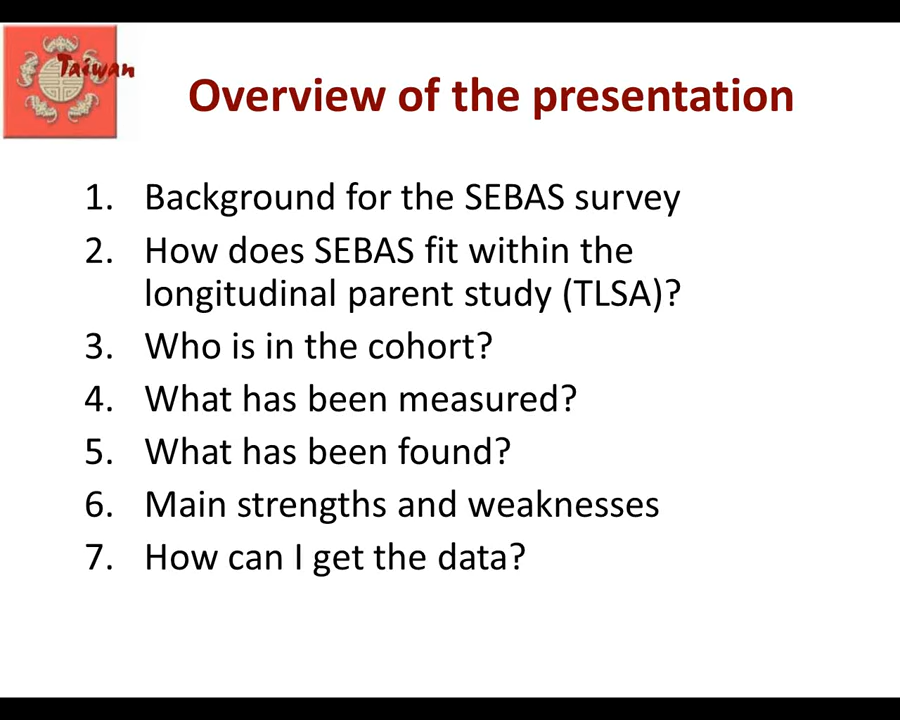 Taiwan
Overview of the presentation
1. Background for the SEBAS survey
2. How does SEBAS fit within the
longitudinal parent study (TLSA)?
3. Who is in the cohort?
4. What has been measured?
5. What has been found?
6. Main strengths and weaknesses
7. How can I get the data?